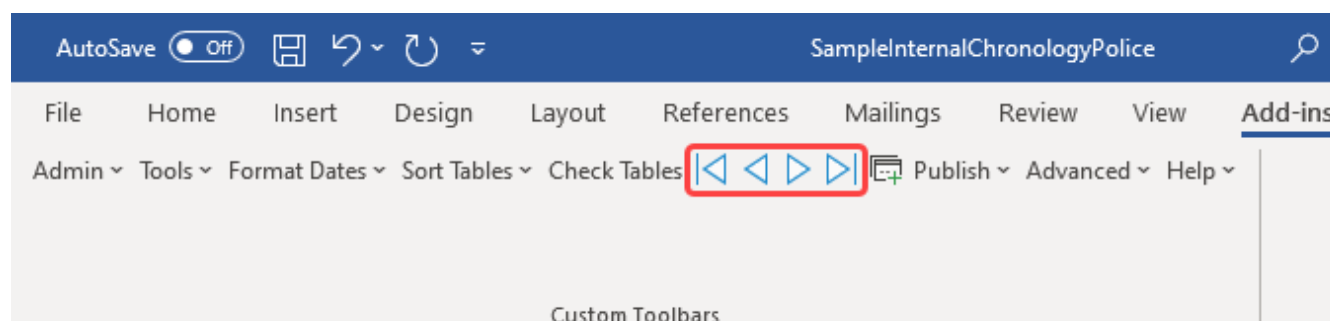 AutoSave Off SampleInternalChronologyPolice
File Home Insert Design Layout References Mailings Review View Add-ins
Admin Tools Format Dates Sort Tables Check Tables Publish Advanced Help
Custom Toolbars